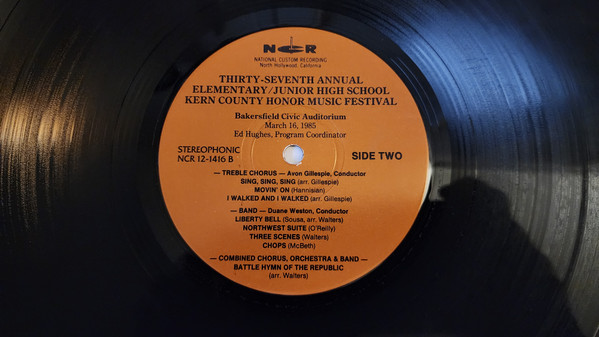 NCR
NATIONAL CUSTOM RECORDING
North Hollywood, California
THIRTY-SEVENTH ANNUAL
ELEMENTARY/JUNIOR HIGH SCHOOL
KERN COUNTY HONOR MUSIC FESTIVAL
Bakersfield Civic Auditorium
March 16, 1985
Ed Hughes, Program Coordinator
STEREOPHONIC
NCR 12-1416 B
SIDE TWO
— TREBLE CHORUS — Avon Gillespie, Conductor
SING, SING, SING (arr. Gillespie)
MOVIN' ON (Hannisian)
I WALKED AND I WALKED (arr. Gillespie)
— BAND — Duane Weston, Conductor
LIBERTY BELL (Sousa, arr. Walters)
NORTHWEST SUITE (O'Reilly)
THREE SCENES (Walters)
CHOPS (McBeth)
— COMBINED CHORUS, ORCHESTRA & BAND —
BATTLE HYMN OF THE REPUBLIC
(arr. Walters)